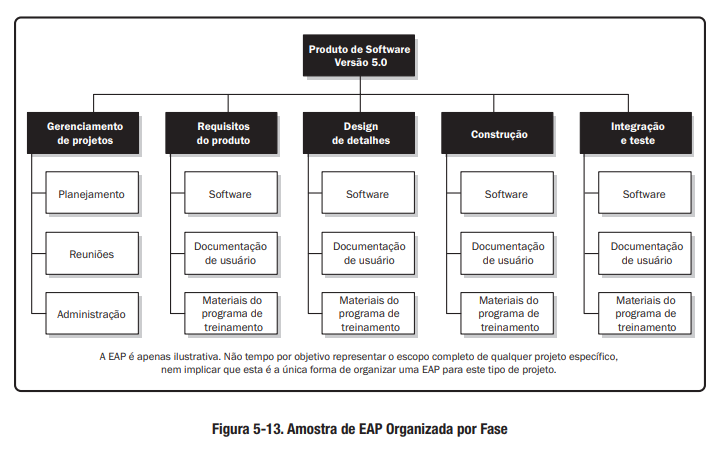 Produto de Software
Versão 5.0
Gerenciamento
de projetos
Requisitos
do produto
Design
de detalhes
Construção
Integração
e teste
Planejamento
Software
Software
Software
Software
Reuniões
Documentação
de usuário
Documentação
de usuário
Documentação
de usuário
Documentação
de usuário
Administração
Materiais do
programa de
treinamento
Materiais do
programa de
treinamento
Materiais do
programa de
treinamento
Materiais do
programa de
treinamento
A EAP é apenas ilustrativa. Não tempo por objetivo representar o escopo completo de qualquer projeto específico,
nem implicar que esta é a única forma de organizar uma EAP para este tipo de projeto.
Figura 5-13. Amostra de EAP Organizada por Fase